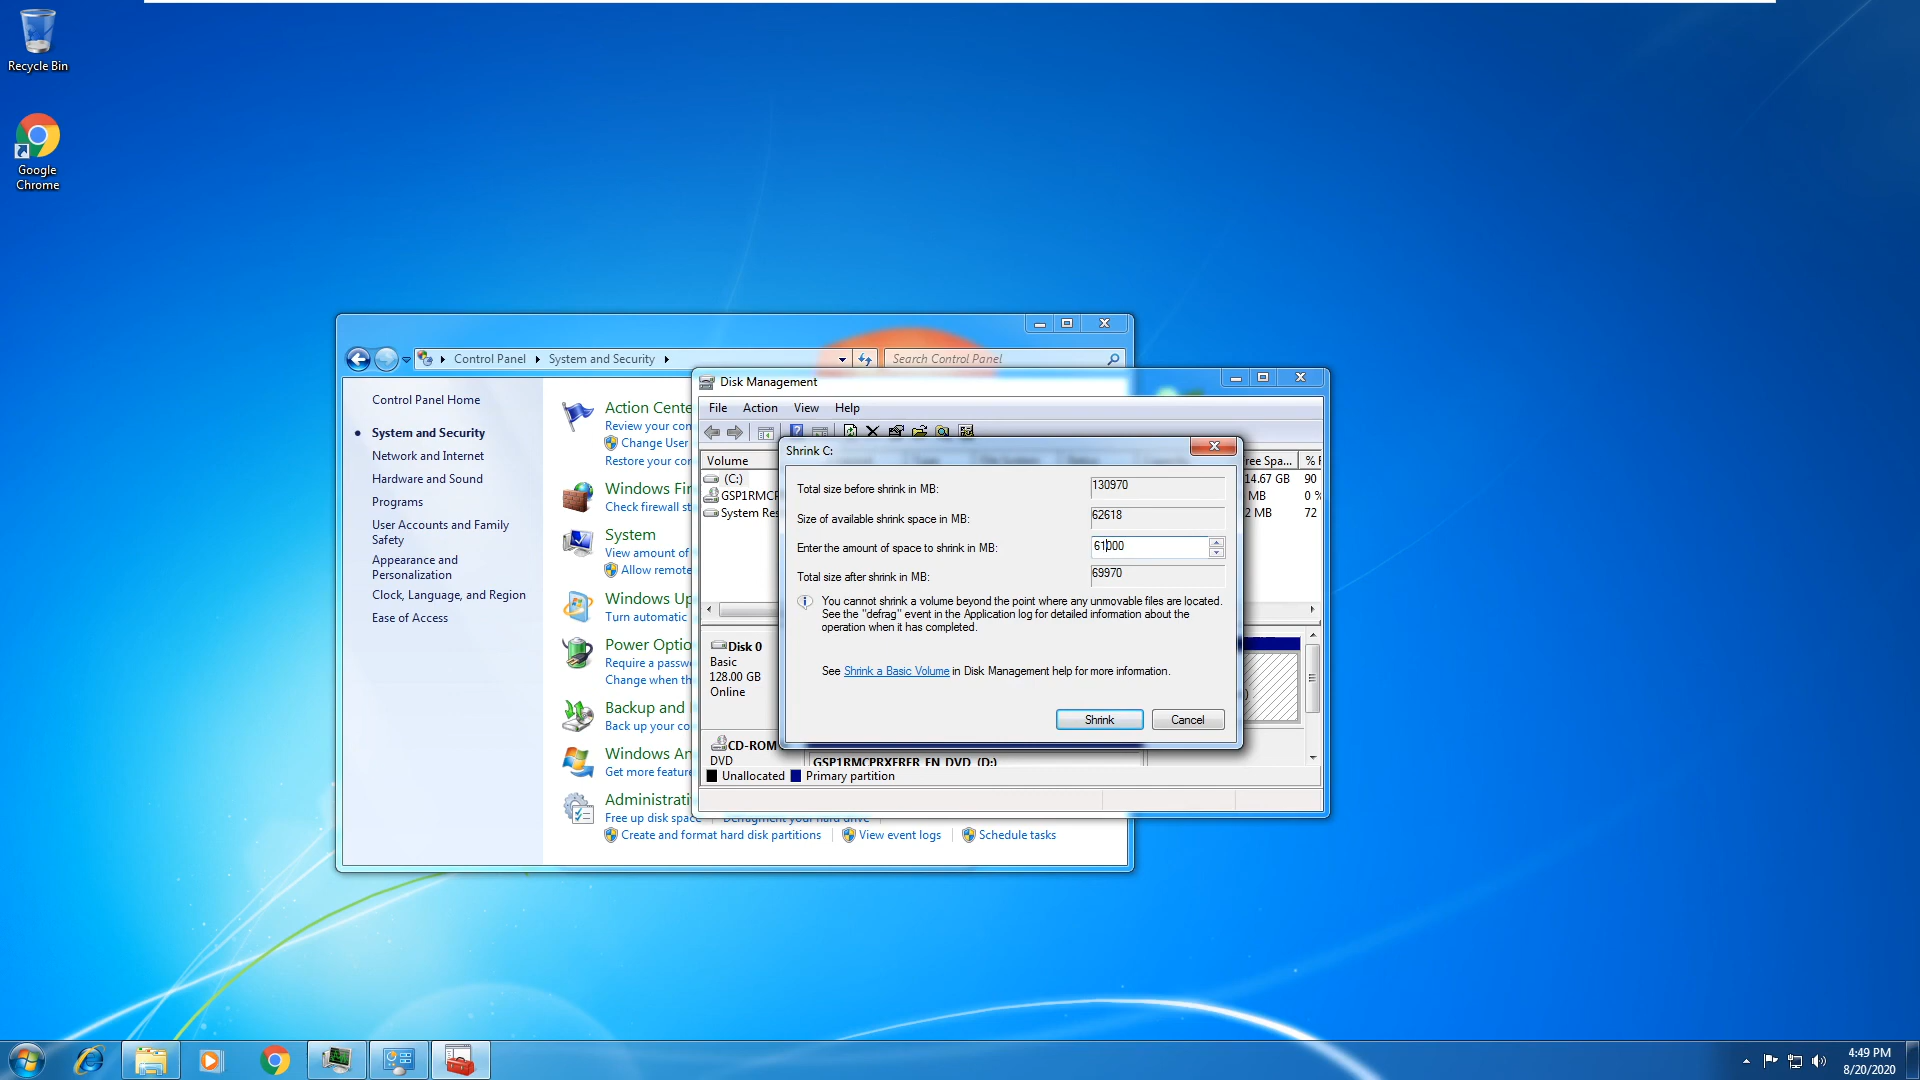 Recycle Bin
Google
Chrome
Control Panel
System and Security
Search Control Panel
Control Panel Home
System and Security
Network and Internet
Hardware and Sound
Programs
User Accounts and Family
Safety
Appearance and
Personalization
Clock, Language, and Region
Ease of Access
Action Cente
Review your con
Change User
Restore your con
Windows Fir
Check firewall st
System
View amount of
Allow remote
Windows Up
Turn automatic
Power Optio
Require a passw
Change when th
Backup and
Back up your co
Windows An
Get more feature
Administrati
Free up disk space
Defragment your hard drive
Create and format hard disk partitions
View event logs
Schedule tasks
Disk Management
File Action View Help
Volume
ree Spa...
% F
(C:)
14.67 GB
90
GSP1RMCP
MB
0 %
System Res
2 MB
72
Shrink C:
Total size before shrink in MB: 130970
Size of available shrink space in MB: 62618
Enter the amount of space to shrink in MB: 61000
Total size after shrink in MB: 69970
You cannot shrink a volume beyond the point where any unmovable files are located.
See the "defrag" event in the Application log for detailed information about the
operation when it has completed.
See Shrink a Basic Volume in Disk Management help for more information.
Shrink
Cancel
Disk 0
Basic
128.00 GB
Online
CD-ROM
DVD
GSP1RMCPRXFRER_EN_DVD (D:)
Unallocated
Primary partition
4:49 PM
8/20/2020